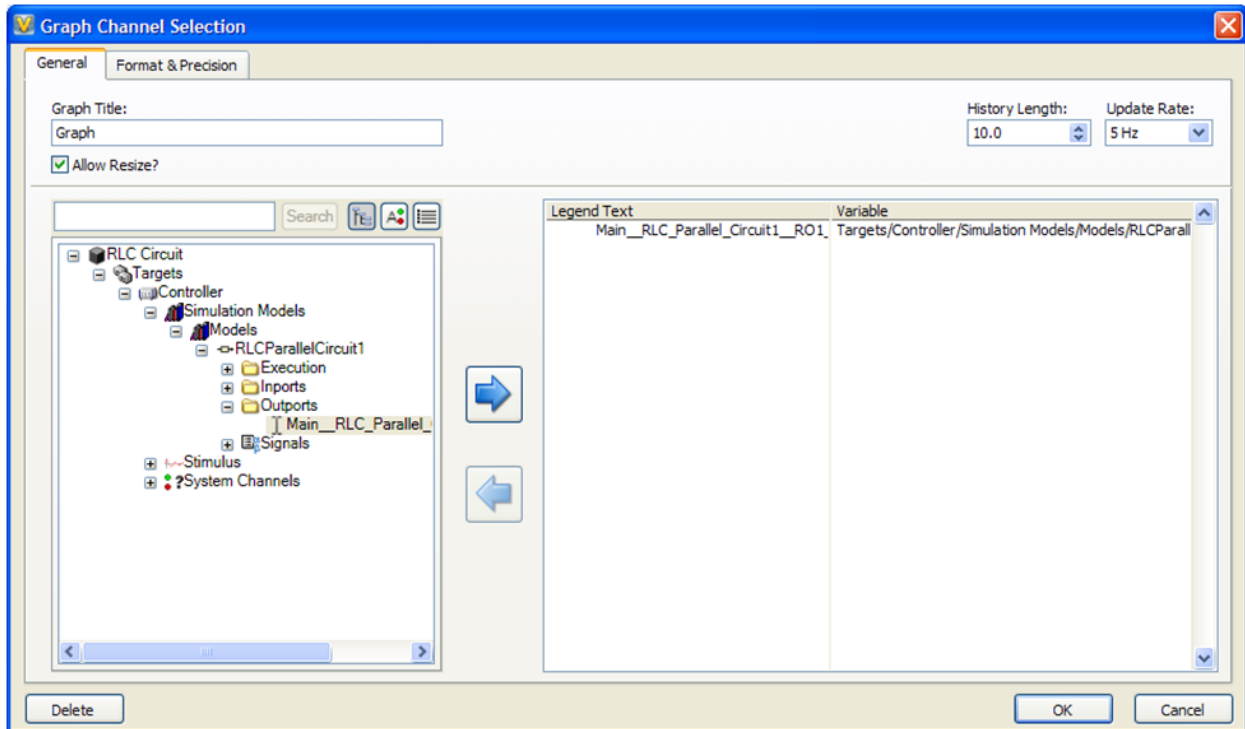 Graph Channel Selection
General
Format & Precision
Graph Title:
History Length:
Update Rate:
Graph
10.0
5 Hz
Allow Resize?
Search
Legend Text
Variable
Main__RLC_Parallel_Circuit1__RO1_
Targets/Controller/Simulation Models/Models/RLCParall
RLC Circuit
Targets
Controller
Simulation Models
Models
RLCParallelCircuit1
Execution
Inports
Outports
Main__RLC_Parallel_
Signals
Stimulus
System Channels
Delete
OK
Cancel